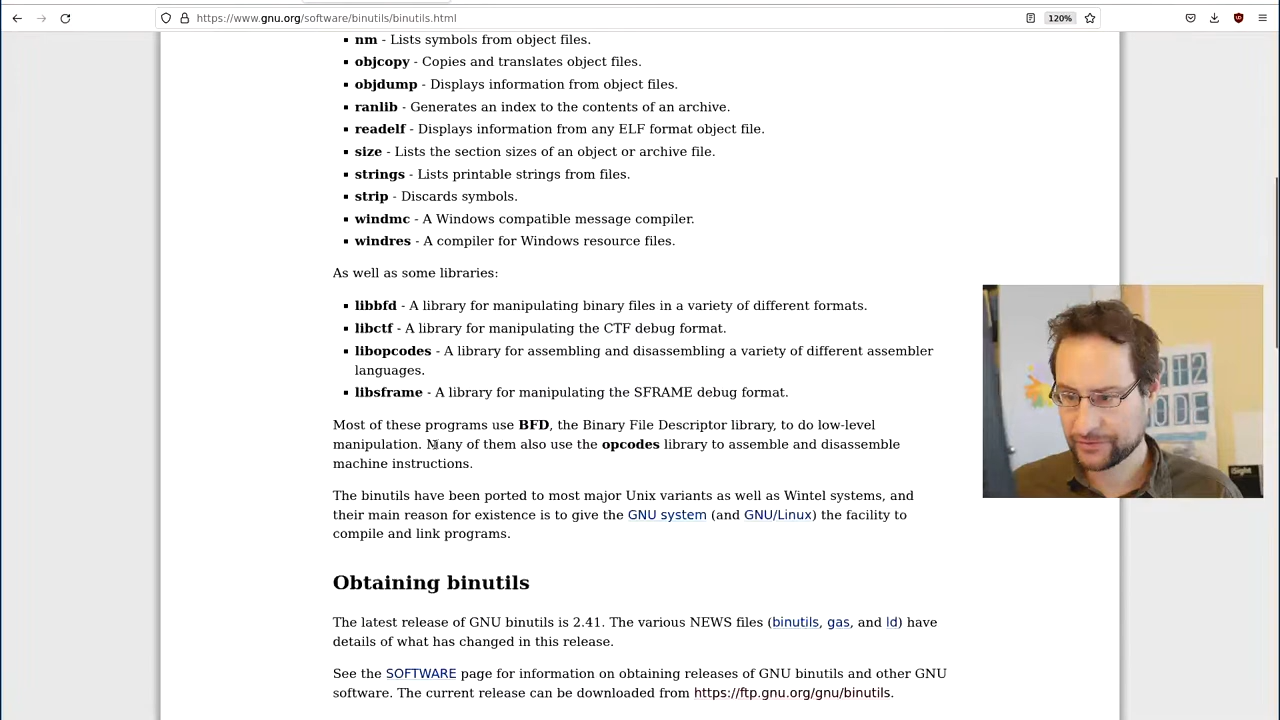 https://www.gnu.org/software/binutils/binutils.html
120%
nm - Lists symbols from object files.
objcopy - Copies and translates object files.
objdump - Displays information from object files.
ranlib - Generates an index to the contents of an archive.
readelf - Displays information from any ELF format object file.
size - Lists the section sizes of an object or archive file.
strings - Lists printable strings from files.
strip - Discards symbols.
windmc - A Windows compatible message compiler.
windres - A compiler for Windows resource files.
As well as some libraries:
libbfd - A library for manipulating binary files in a variety of different formats.
libctf - A library for manipulating the CTF debug format.
libopcodes - A library for assembling and disassembling a variety of different assembler
languages.
libsframe - A library for manipulating the SFRAME debug format.
Most of these programs use BFD, the Binary File Descriptor library, to do low-level
manipulation. Many of them also use the opcodes library to assemble and disassemble
machine instructions.
The binutils have been ported to most major Unix variants as well as Wintel systems, and
their main reason for existence is to give the GNU system (and GNU/Linux) the facility to
compile and link programs.
Obtaining binutils
The latest release of GNU binutils is 2.41. The various NEWS files (binutils, gas, and ld) have
details of what has changed in this release.
See the SOFTWARE page for information on obtaining releases of GNU binutils and other GNU
software. The current release can be downloaded from https://ftp.gnu.org/gnu/binutils.
iSight